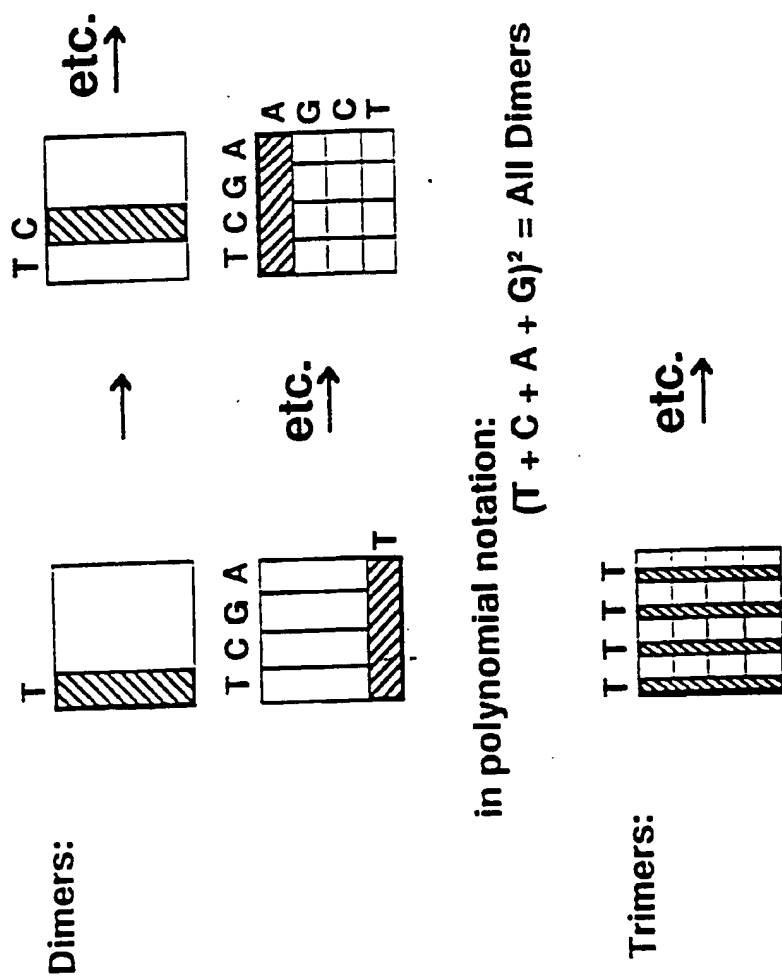 Dimers:
T
T C
etc.
T C G A
T
etc.
T C G A
A
G
C
T
in polynomial notation:
(T + C + A + G)² = All Dimers
Trimers:
T T T T
etc.